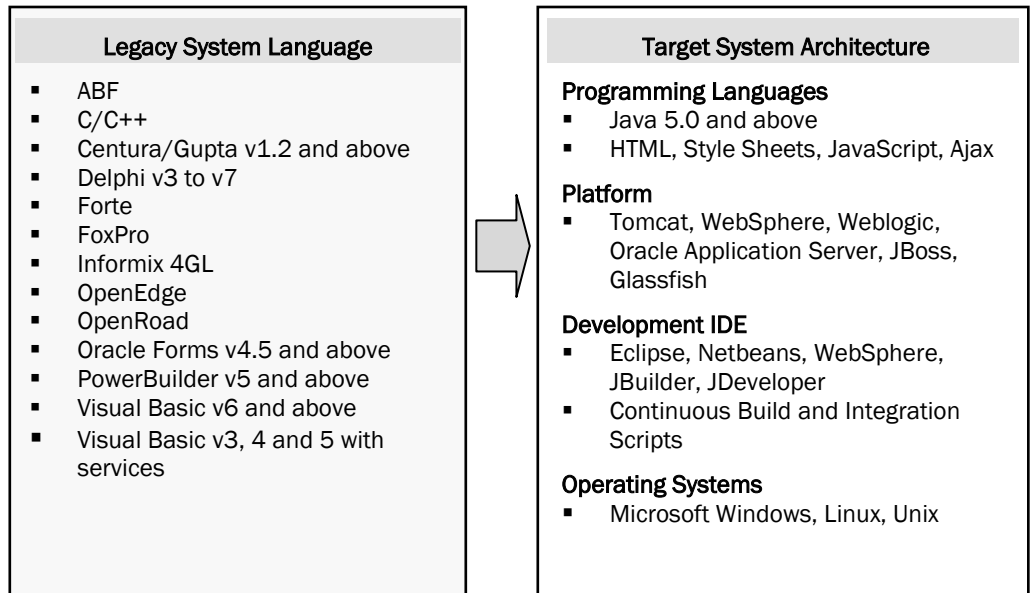 Legacy System Language
▪ ABF
▪ C/C++
▪ Centura/Gupta v1.2 and above
▪ Delphi v3 to v7
▪ Forte
▪ FoxPro
▪ Informix 4GL
▪ OpenEdge
▪ OpenRoad
▪ Oracle Forms v4.5 and above
▪ PowerBuilder v5 and above
▪ Visual Basic v6 and above
▪ Visual Basic v3, 4 and 5 with
services
Target System Architecture
Programming Languages
▪ Java 5.0 and above
▪ HTML, Style Sheets, JavaScript, Ajax
Platform
▪ Tomcat, WebSphere, Weblogic,
Oracle Application Server, JBoss,
Glassfish
Development IDE
▪ Eclipse, Netbeans, WebSphere,
JBuilder, JDeveloper
▪ Continuous Build and Integration
Scripts
Operating Systems
▪ Microsoft Windows, Linux, Unix